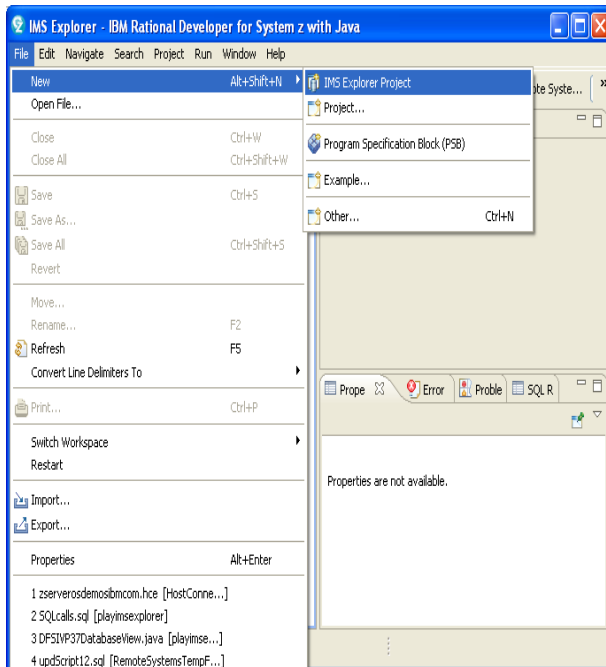 IMS Explorer - IBM Rational Developer for System z with Java
File Edit Navigate Search Project Run Window Help
New Alt+Shift+N
Open File...
Close Ctrl+W
Close All Ctrl+Shift+W
Save Ctrl+S
Save As...
Save All Ctrl+Shift+S
Revert
Move...
Rename... F2
Refresh F5
Convert Line Delimiters To
Print... Ctrl+P
Switch Workspace
Restart
Import...
Export...
Properties Alt+Enter
1 zserverosdemosibmcom.hce [HostConne...]
2 SQLcalls.sql [playimsexplorer]
3 DFSIVP37DatabaseView.java [playimse...]
4 updScript12.sql [RemoteSystemsTempF...]
IMS Explorer Project
Project...
Program Specification Block (PSB)
Example...
Other... Ctrl+N
ote Syste... »
Prope Error Proble SQL R
Properties are not available.